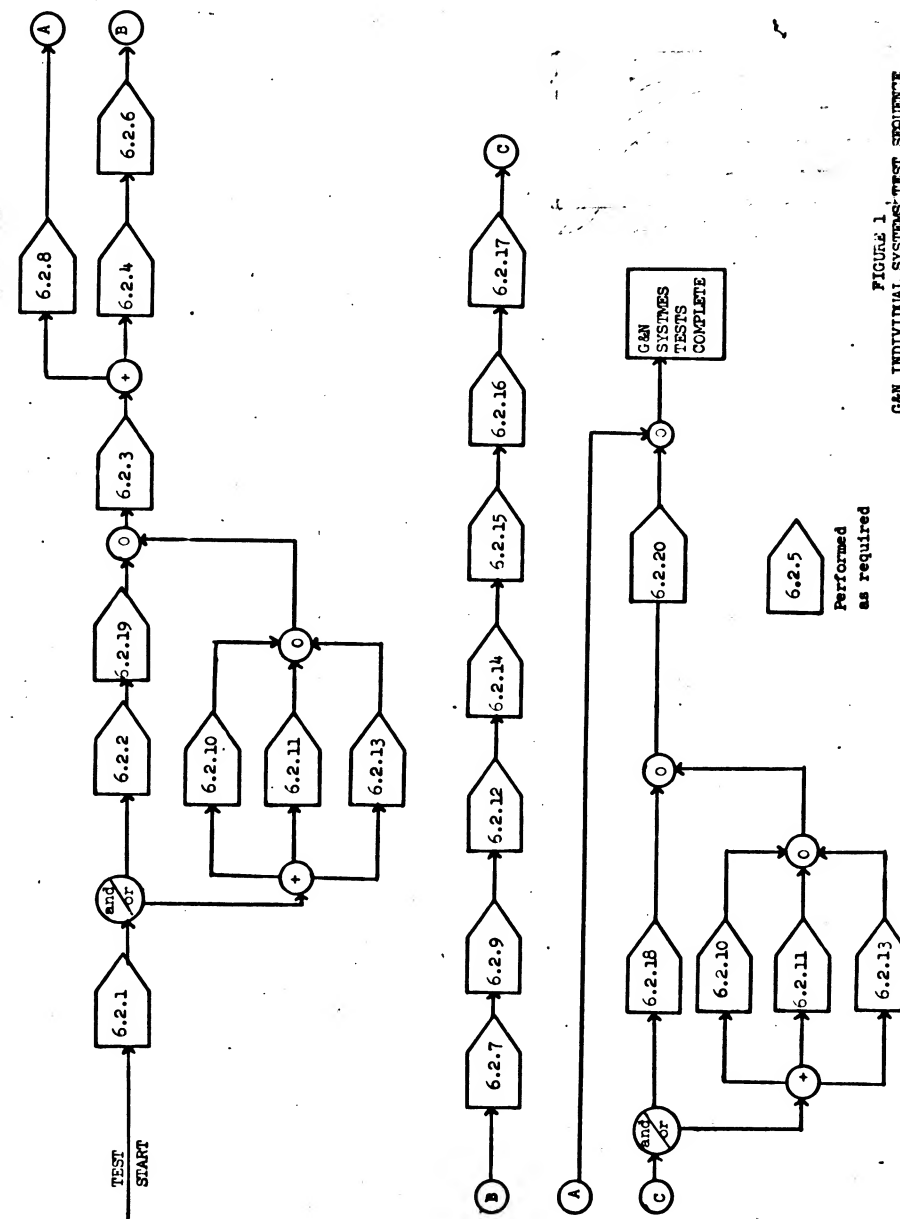 TEST
START
6.2.1
and/or
6.2.2
6.2.19
O
6.2.3
+
6.2.8
A
6.2.4
6.2.6
B
+
6.2.10
6.2.11
6.2.13
O
B
6.2.7
6.2.9
6.2.12
6.2.14
6.2.15
6.2.16
6.2.17
C
A
C
and/or
6.2.18
O
6.2.20
O
G&N
SYSTMES
TESTS
COMPLETE
+
6.2.10
6.2.11
6.2.13
O
6.2.5
Performed
as required
FIGURE 1
G&N INDIVIDUAL SYSTEMS TEST SEQUENCE